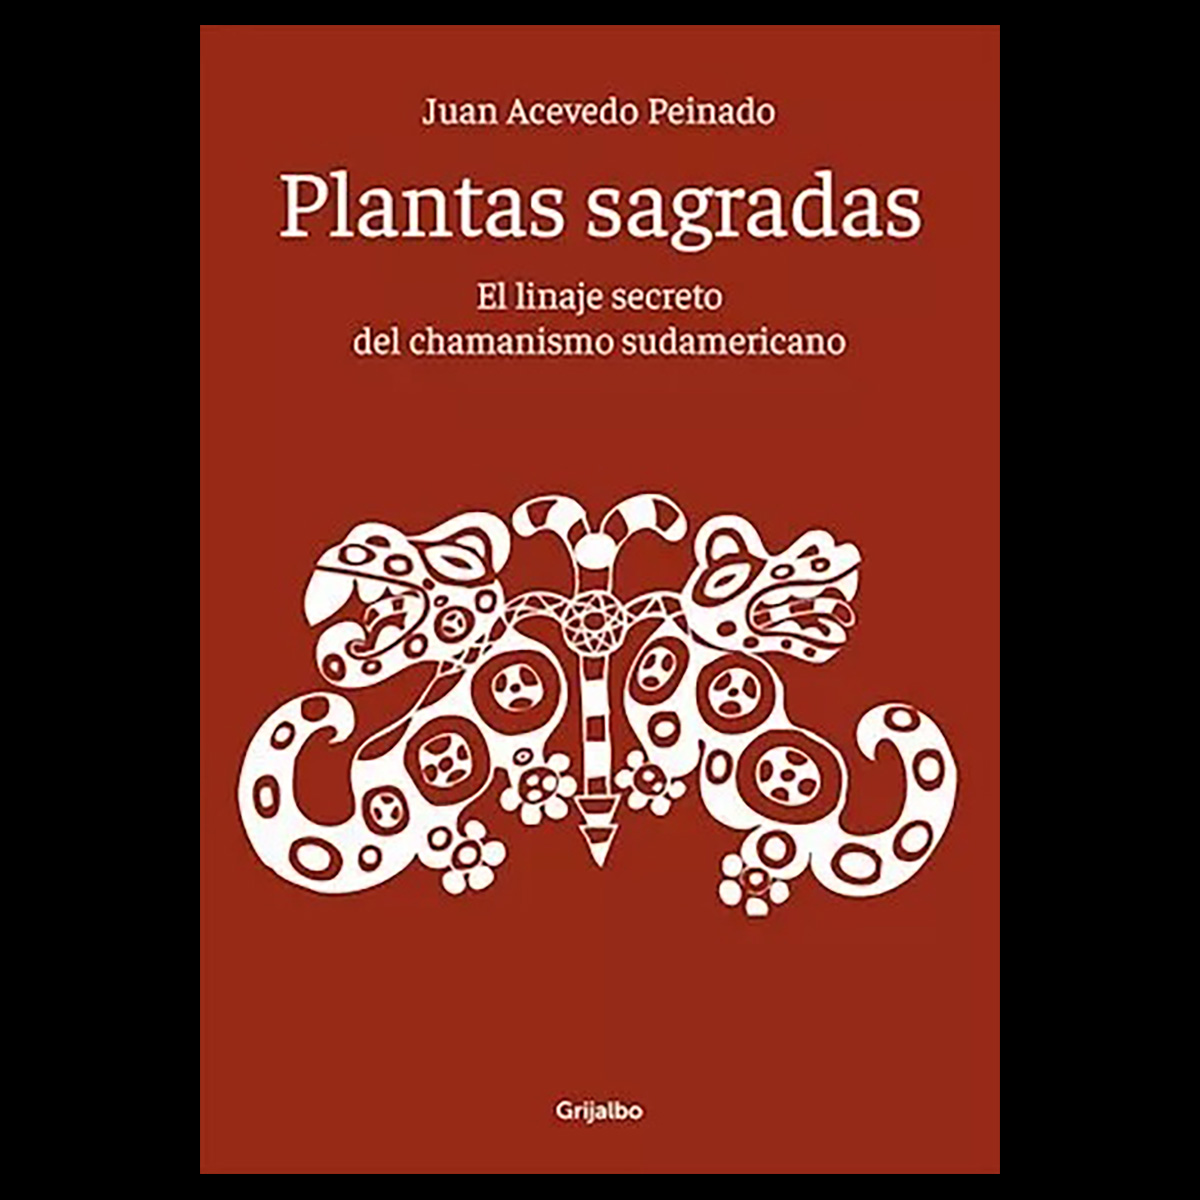 Juan Acevedo Peinado
Plantas sagradas
El linaje secreto
del chamanismo sudamericano
Grijalbo